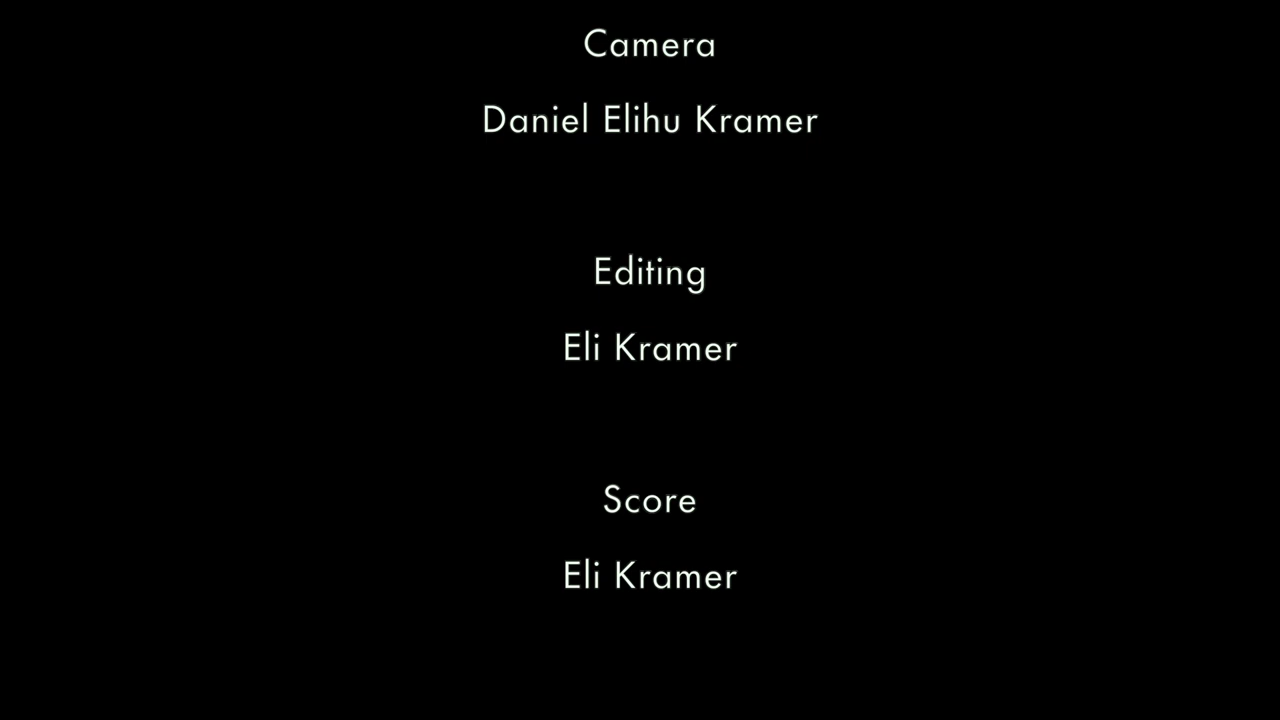 Camera
Daniel Elihu Kramer
Editing
Eli Kramer
Score
Eli Kramer